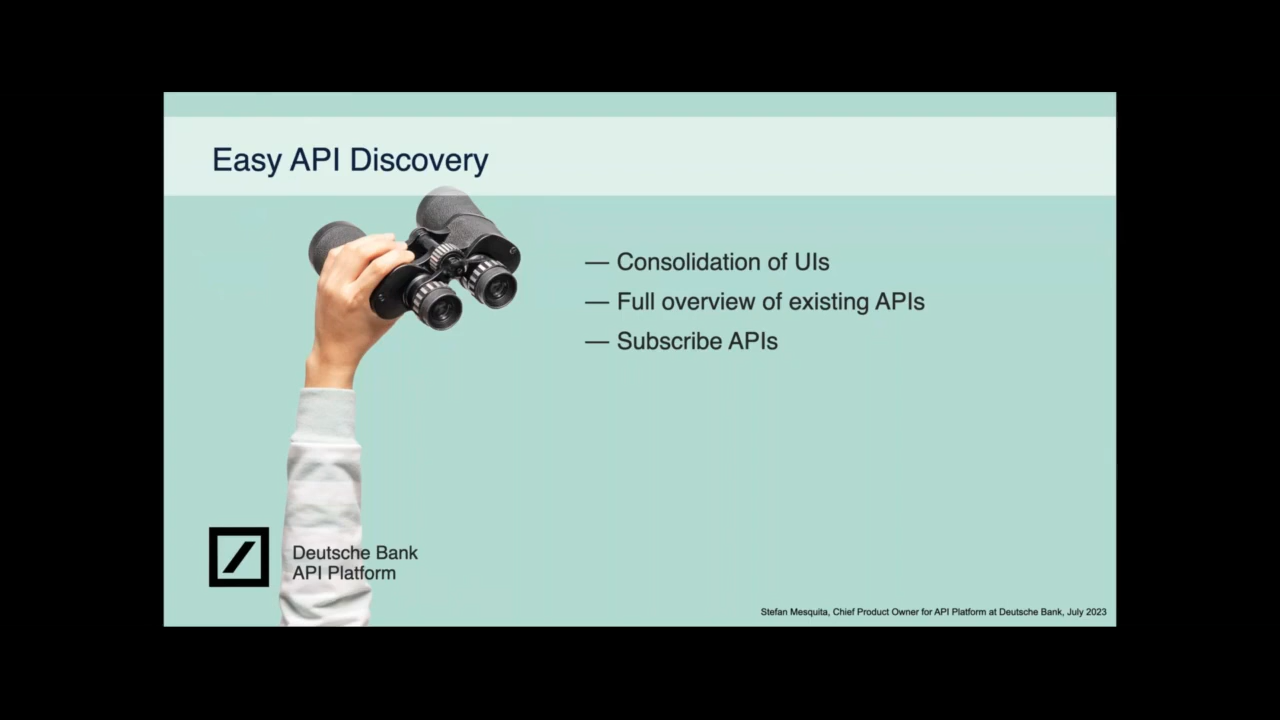 Easy API Discovery
— Consolidation of UIs
— Full overview of existing APIs
— Subscribe APIs
Deutsche Bank
API Platform
Stefan Mesquita, Chief Product Owner for API Platform at Deutsche Bank, July 2023